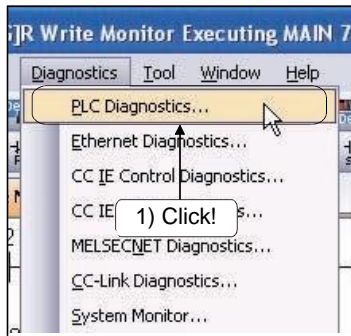 R Write Monitor Executing MAIN 7
Diagnostics Tool Window Help
PLC Diagnostics...
Ethernet Diagnostics...
CC IE Control Diagnostics...
CC IE
1) Click!
MELSECNET Diagnostics...
CC-Link Diagnostics...
System Monitor...